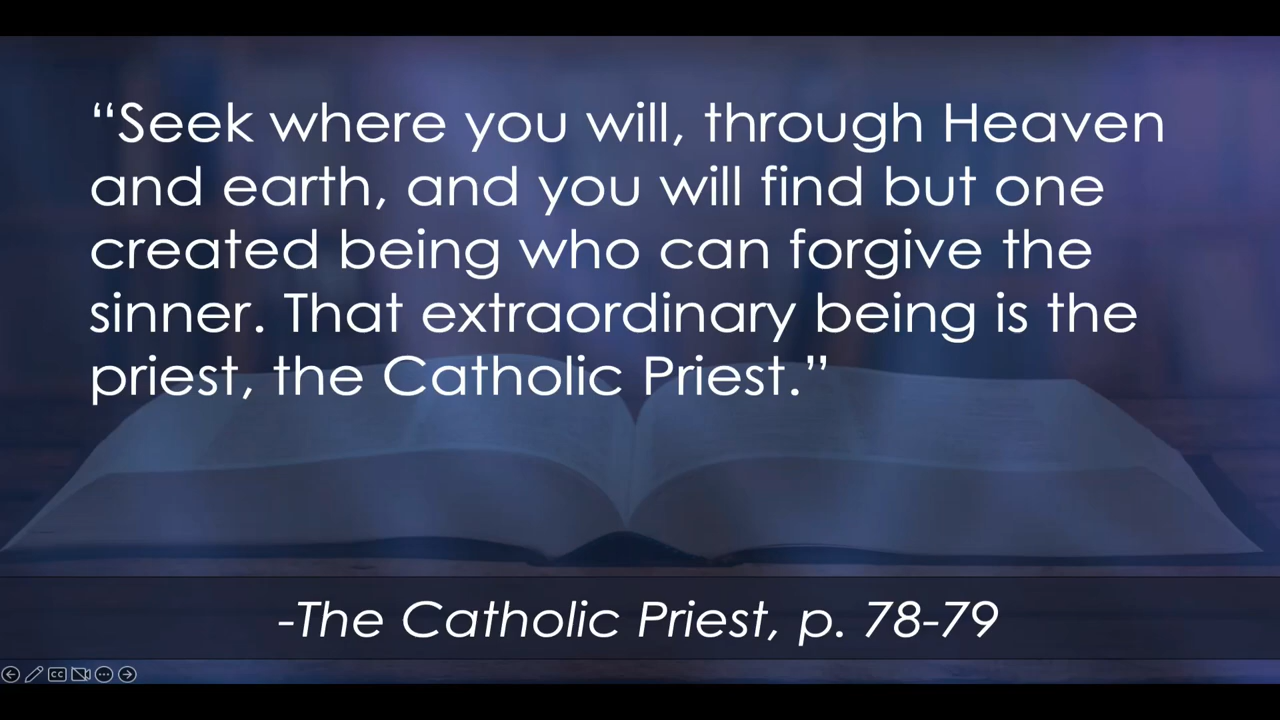 “Seek where you will, through Heaven
and earth, and you will find but one
created being who can forgive the
sinner. That extraordinary being is the
priest, the Catholic Priest.”
-The Catholic Priest, p. 78-79
CC